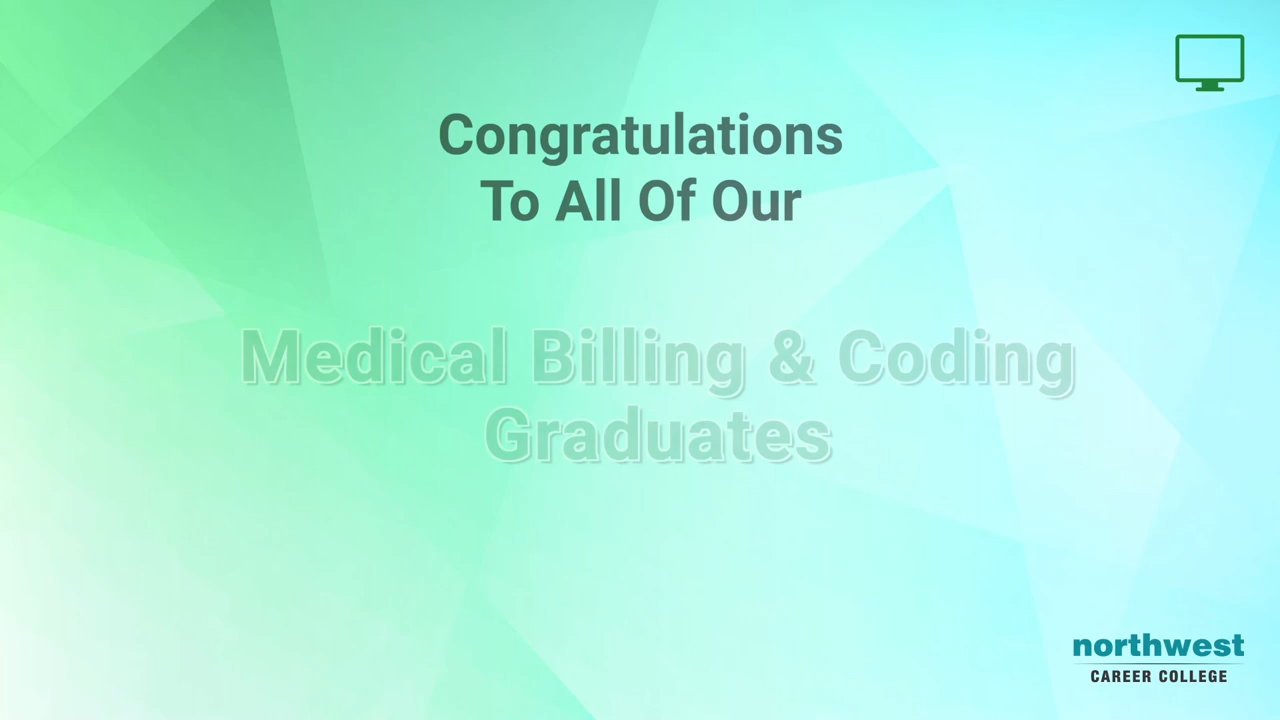 Congratulations
To All Of Our
Medical Billing & Coding
Graduates
northwest
CAREER COLLEGE